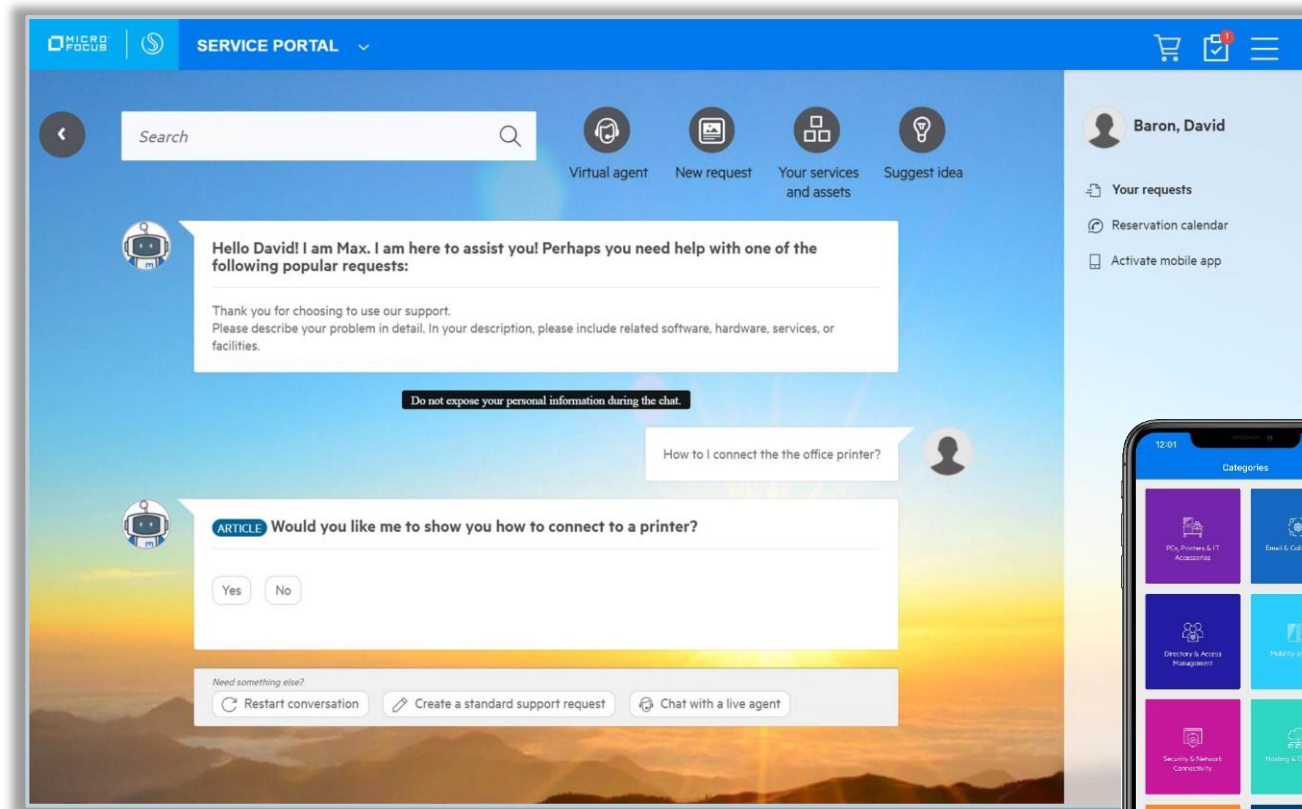 MICRO
FOCUS
SERVICE PORTAL
1
Search
Virtual agent
New request
Your services
and assets
Suggest idea
Baron, David
Your requests
Reservation calendar
Activate mobile app
Hello David! I am Max. I am here to assist you! Perhaps you need help with one of the
following popular requests:
Thank you for choosing to use our support.
Please describe your problem in detail. In your description, please include related software, hardware, services, or
facilities.
Do not expose your personal information during the chat.
How to I connect the the office printer?
ARTICLE Would you like me to show you how to connect to a printer?
Yes
No
Need something else?
Restart conversation
Create a standard support request
Chat with a live agent
12:01
Categories
PCs, Printers & IT
Accessories
Email &
Directory & Access
Management
Mobility
Security & Network
Connectivity
Hosting &